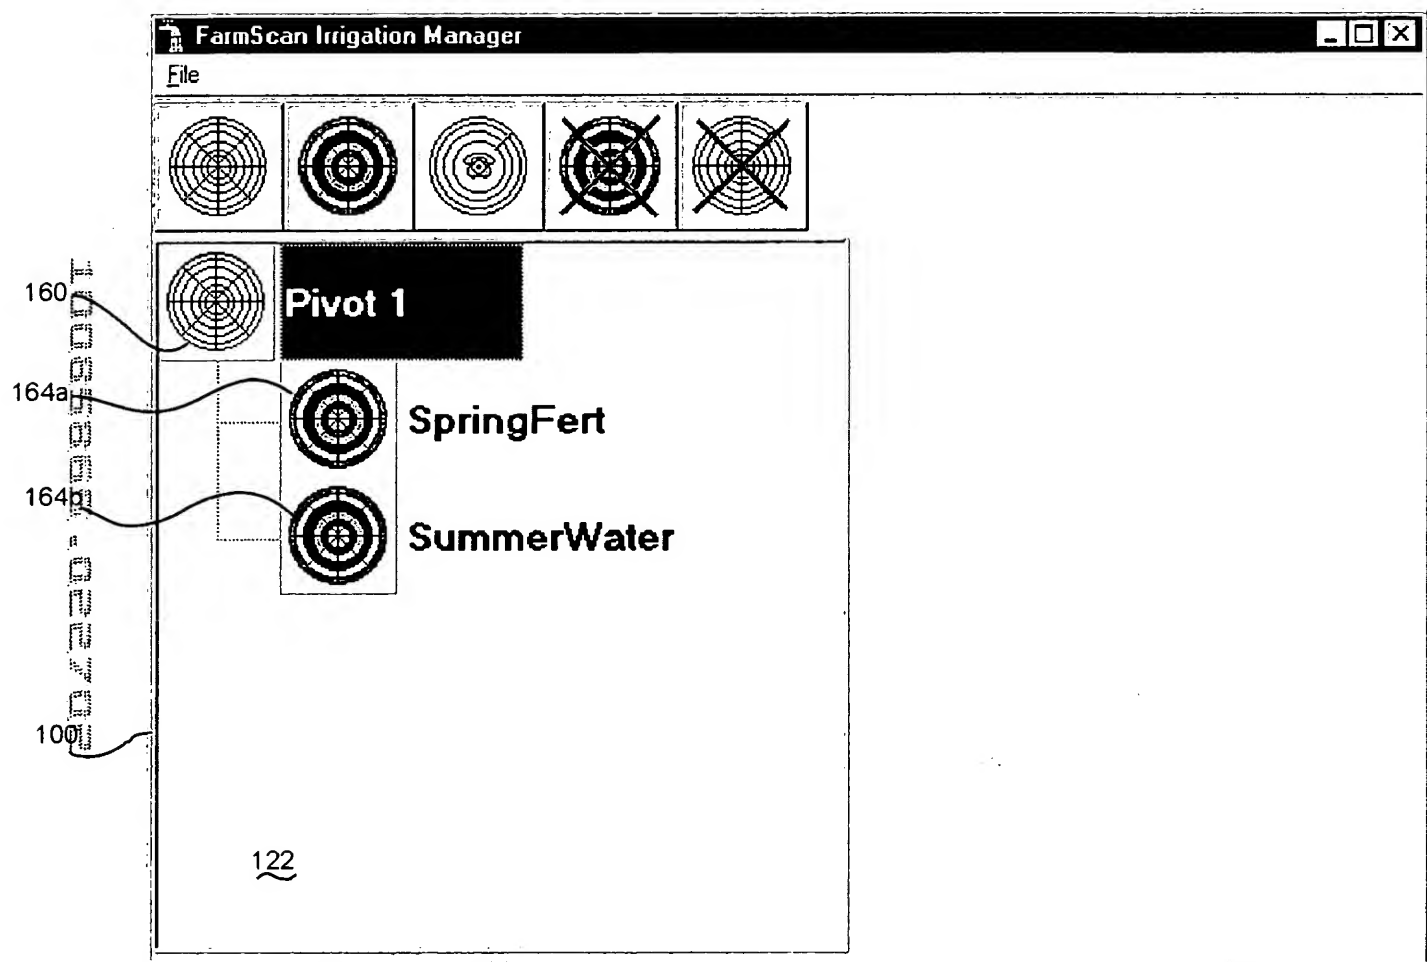 FarmScan Irrigation Manager
File
160
Pivot 1
164a
SpringFert
164b
SummerWater
100
122